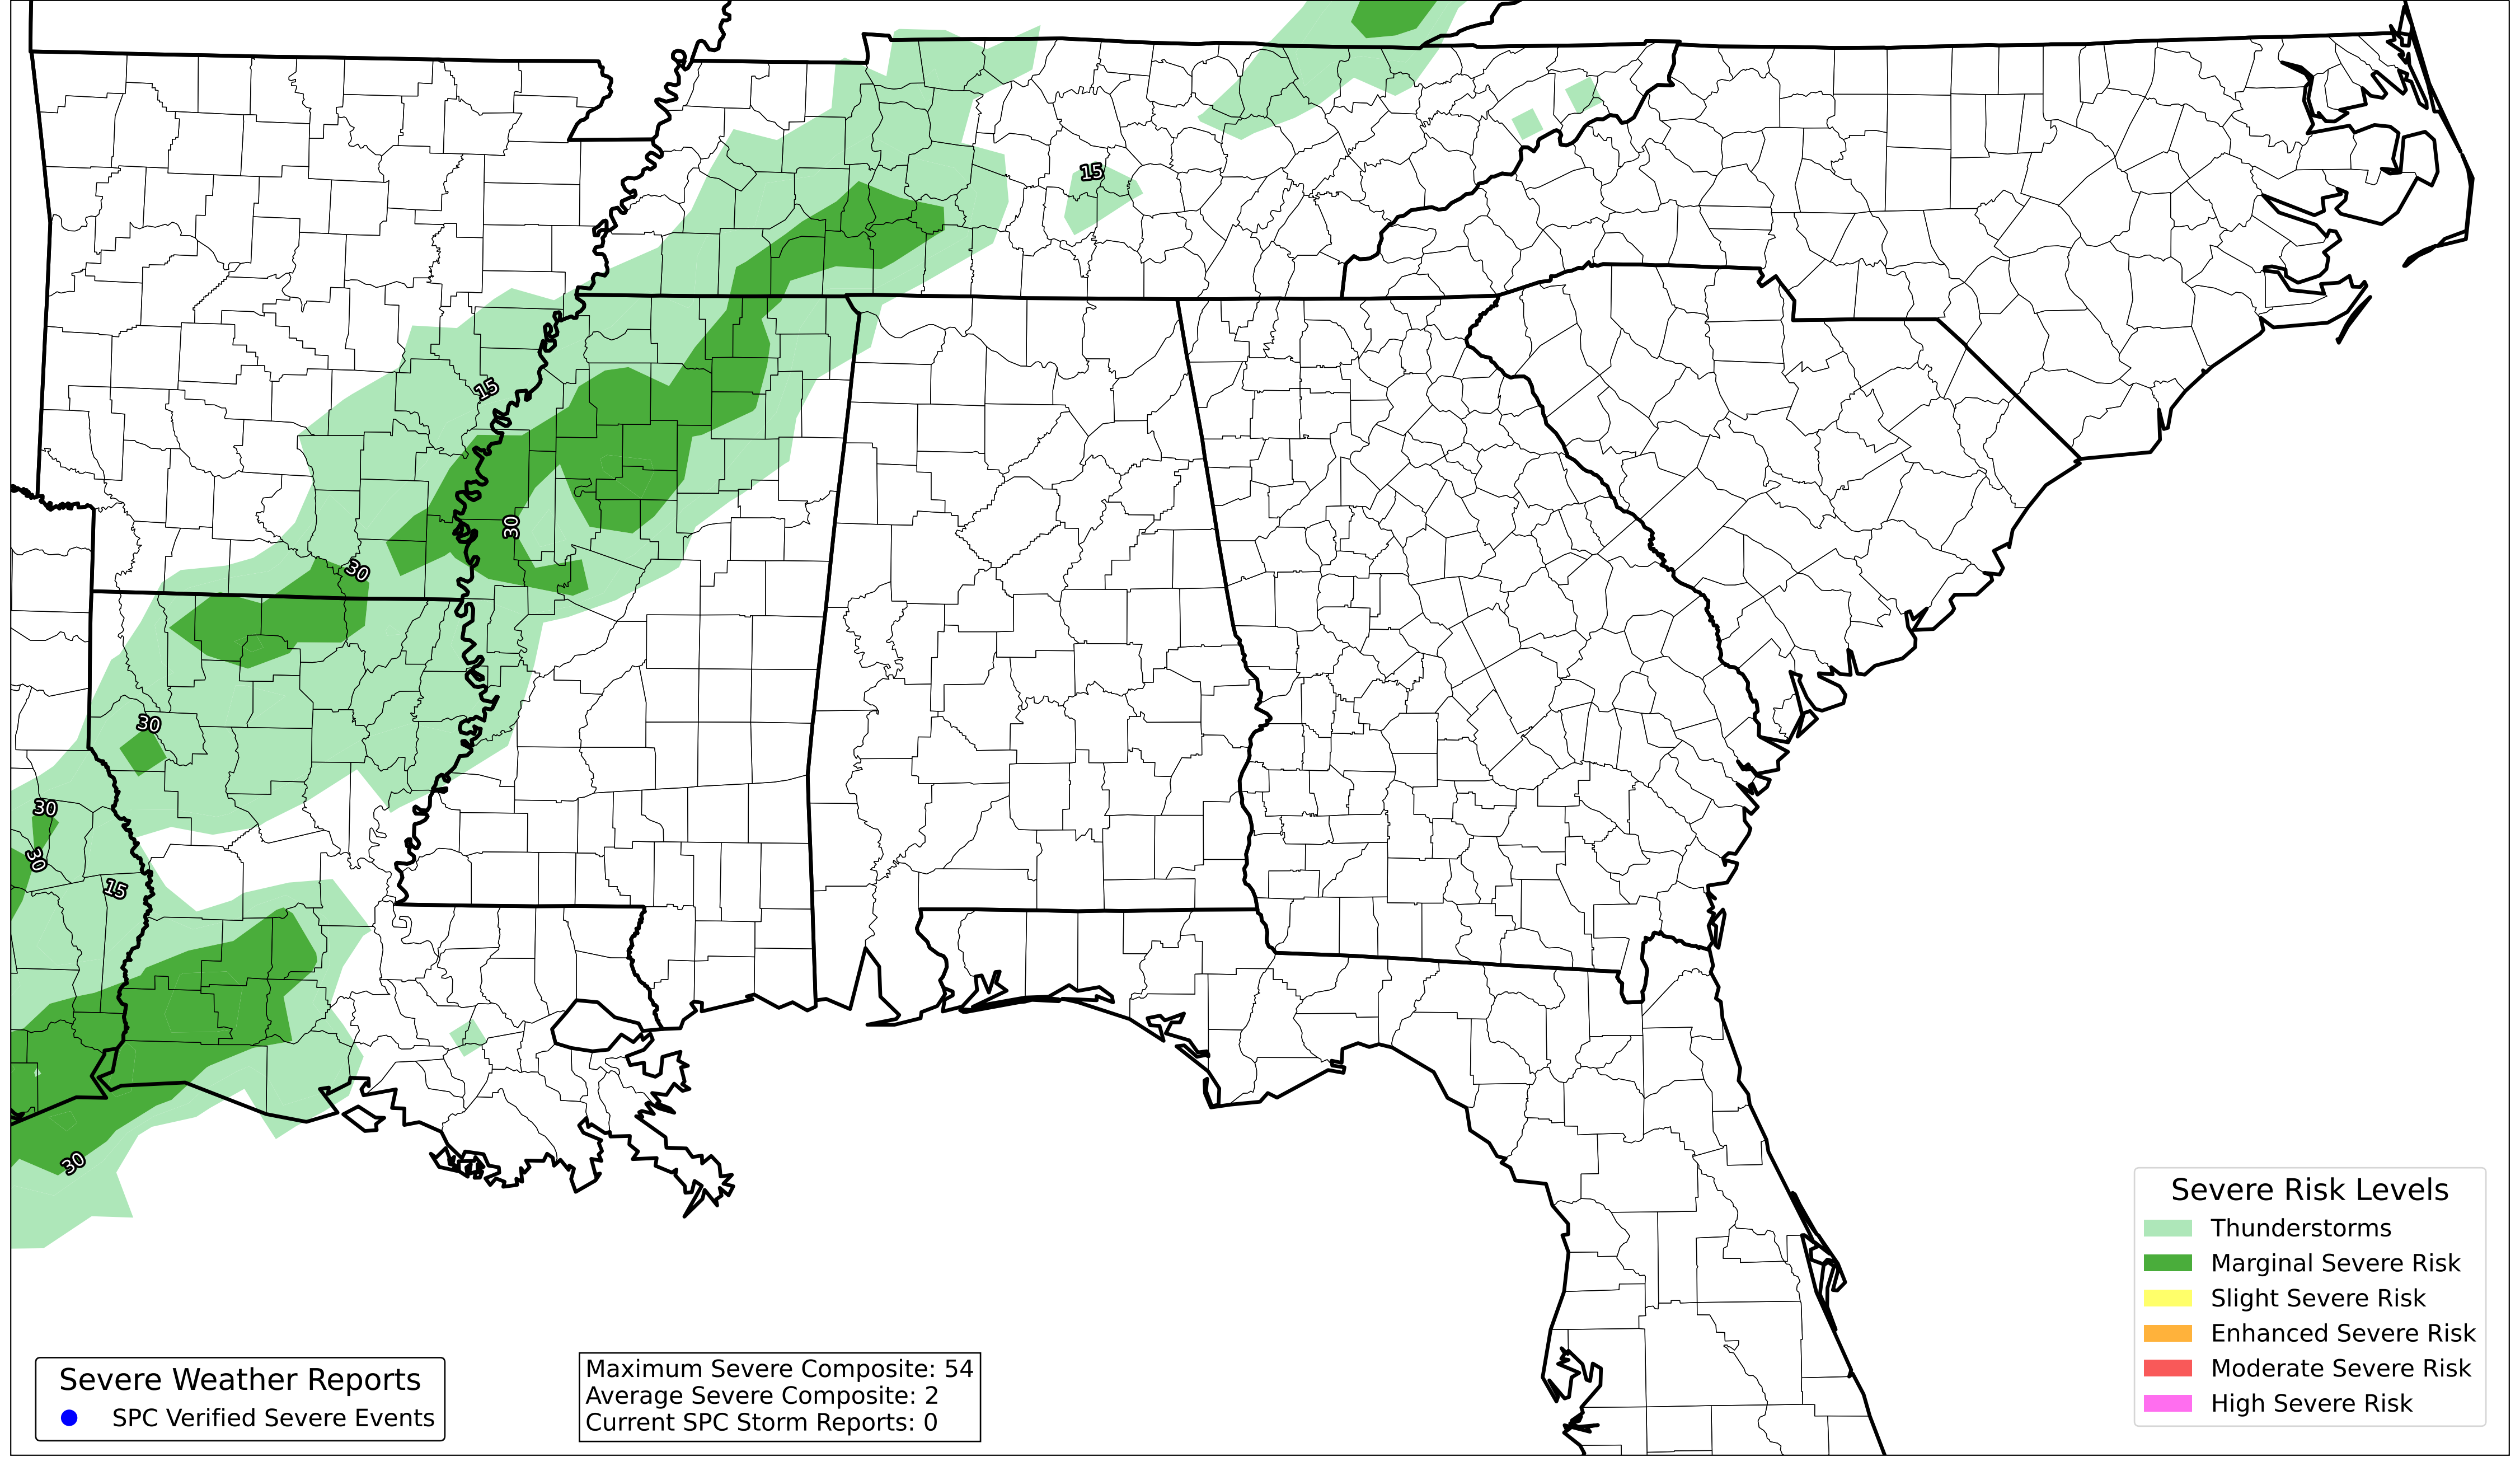 15
15
30
30
30
30
30
15
30
Severe Risk Levels
Thunderstorms
Marginal Severe Risk
Slight Severe Risk
Enhanced Severe Risk
Moderate Severe Risk
High Severe Risk
Severe Weather Reports
SPC Verified Severe Events
Maximum Severe Composite: 54
Average Severe Composite: 2
Current SPC Storm Reports: 0